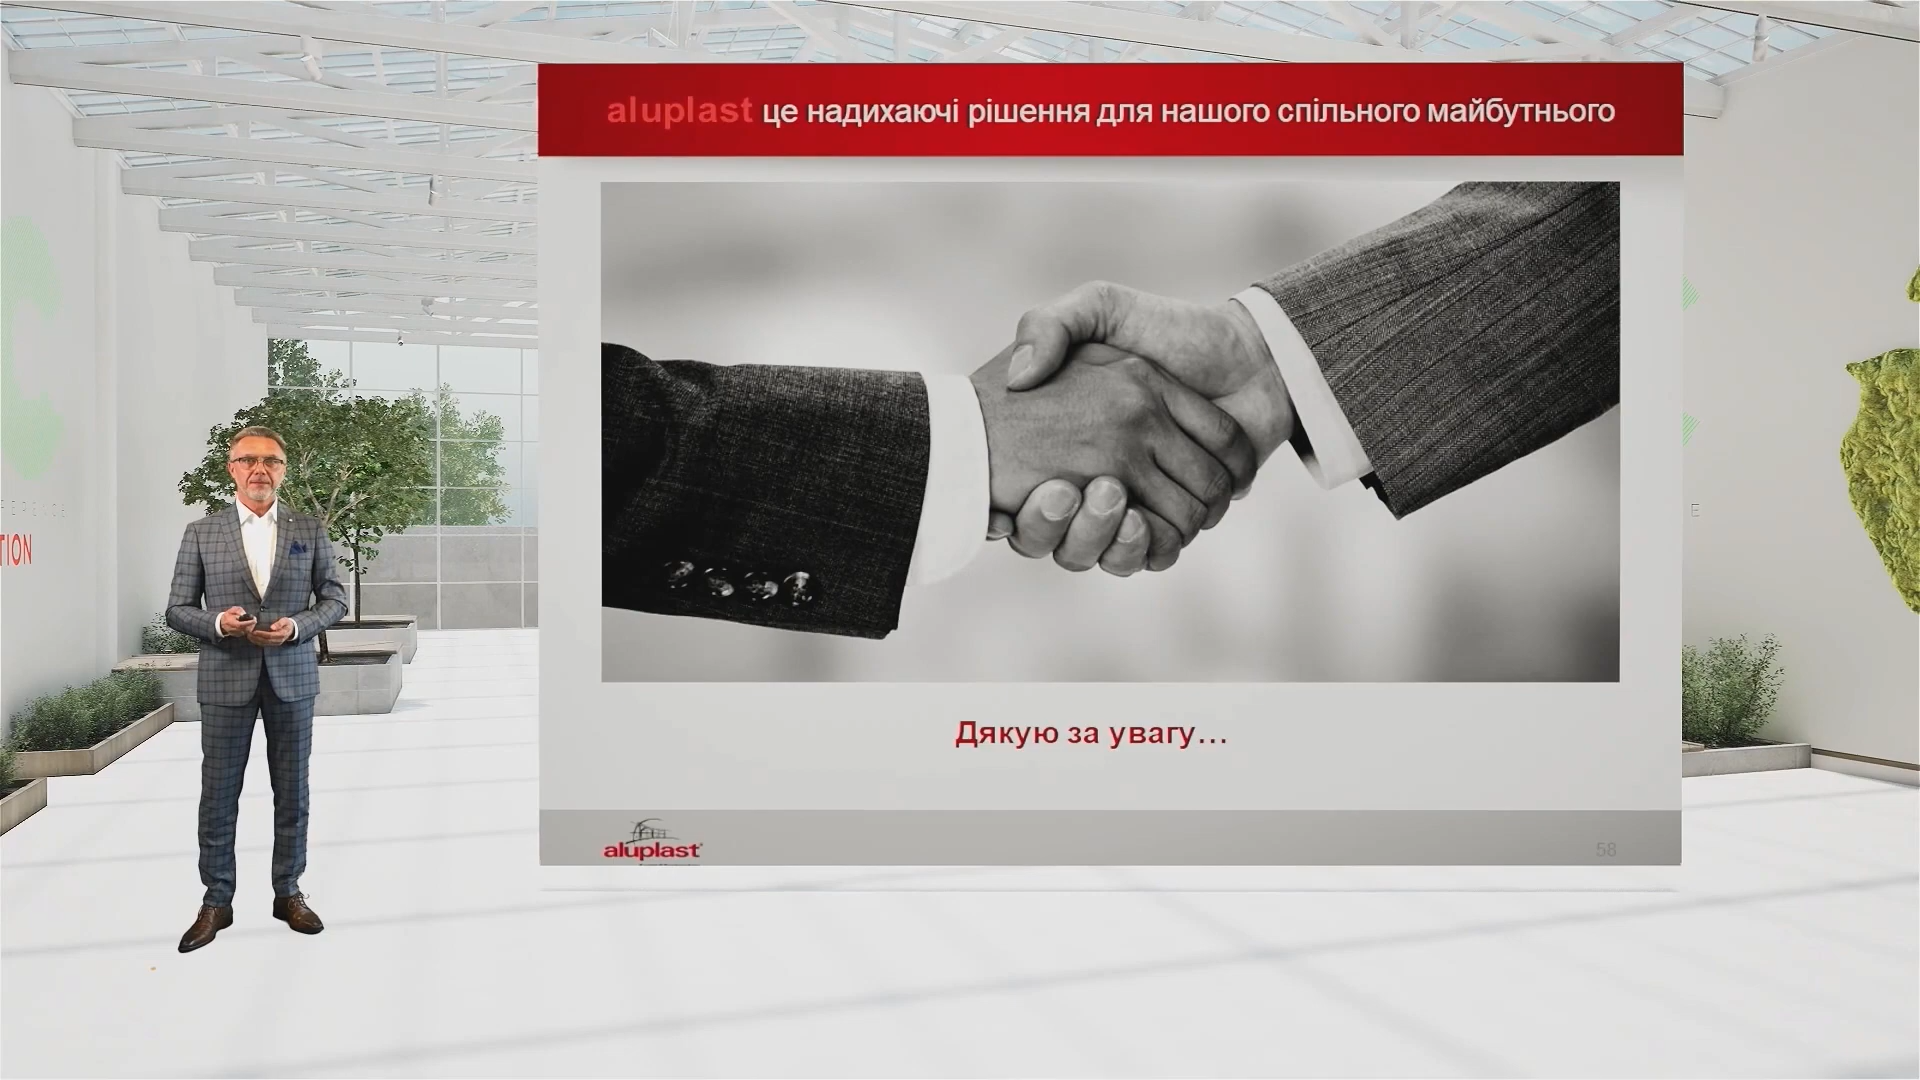 aluplast це надихаючі рішення для нашого спільного майбутнього
TION
E
Дякую за увагу...
aluplast
58